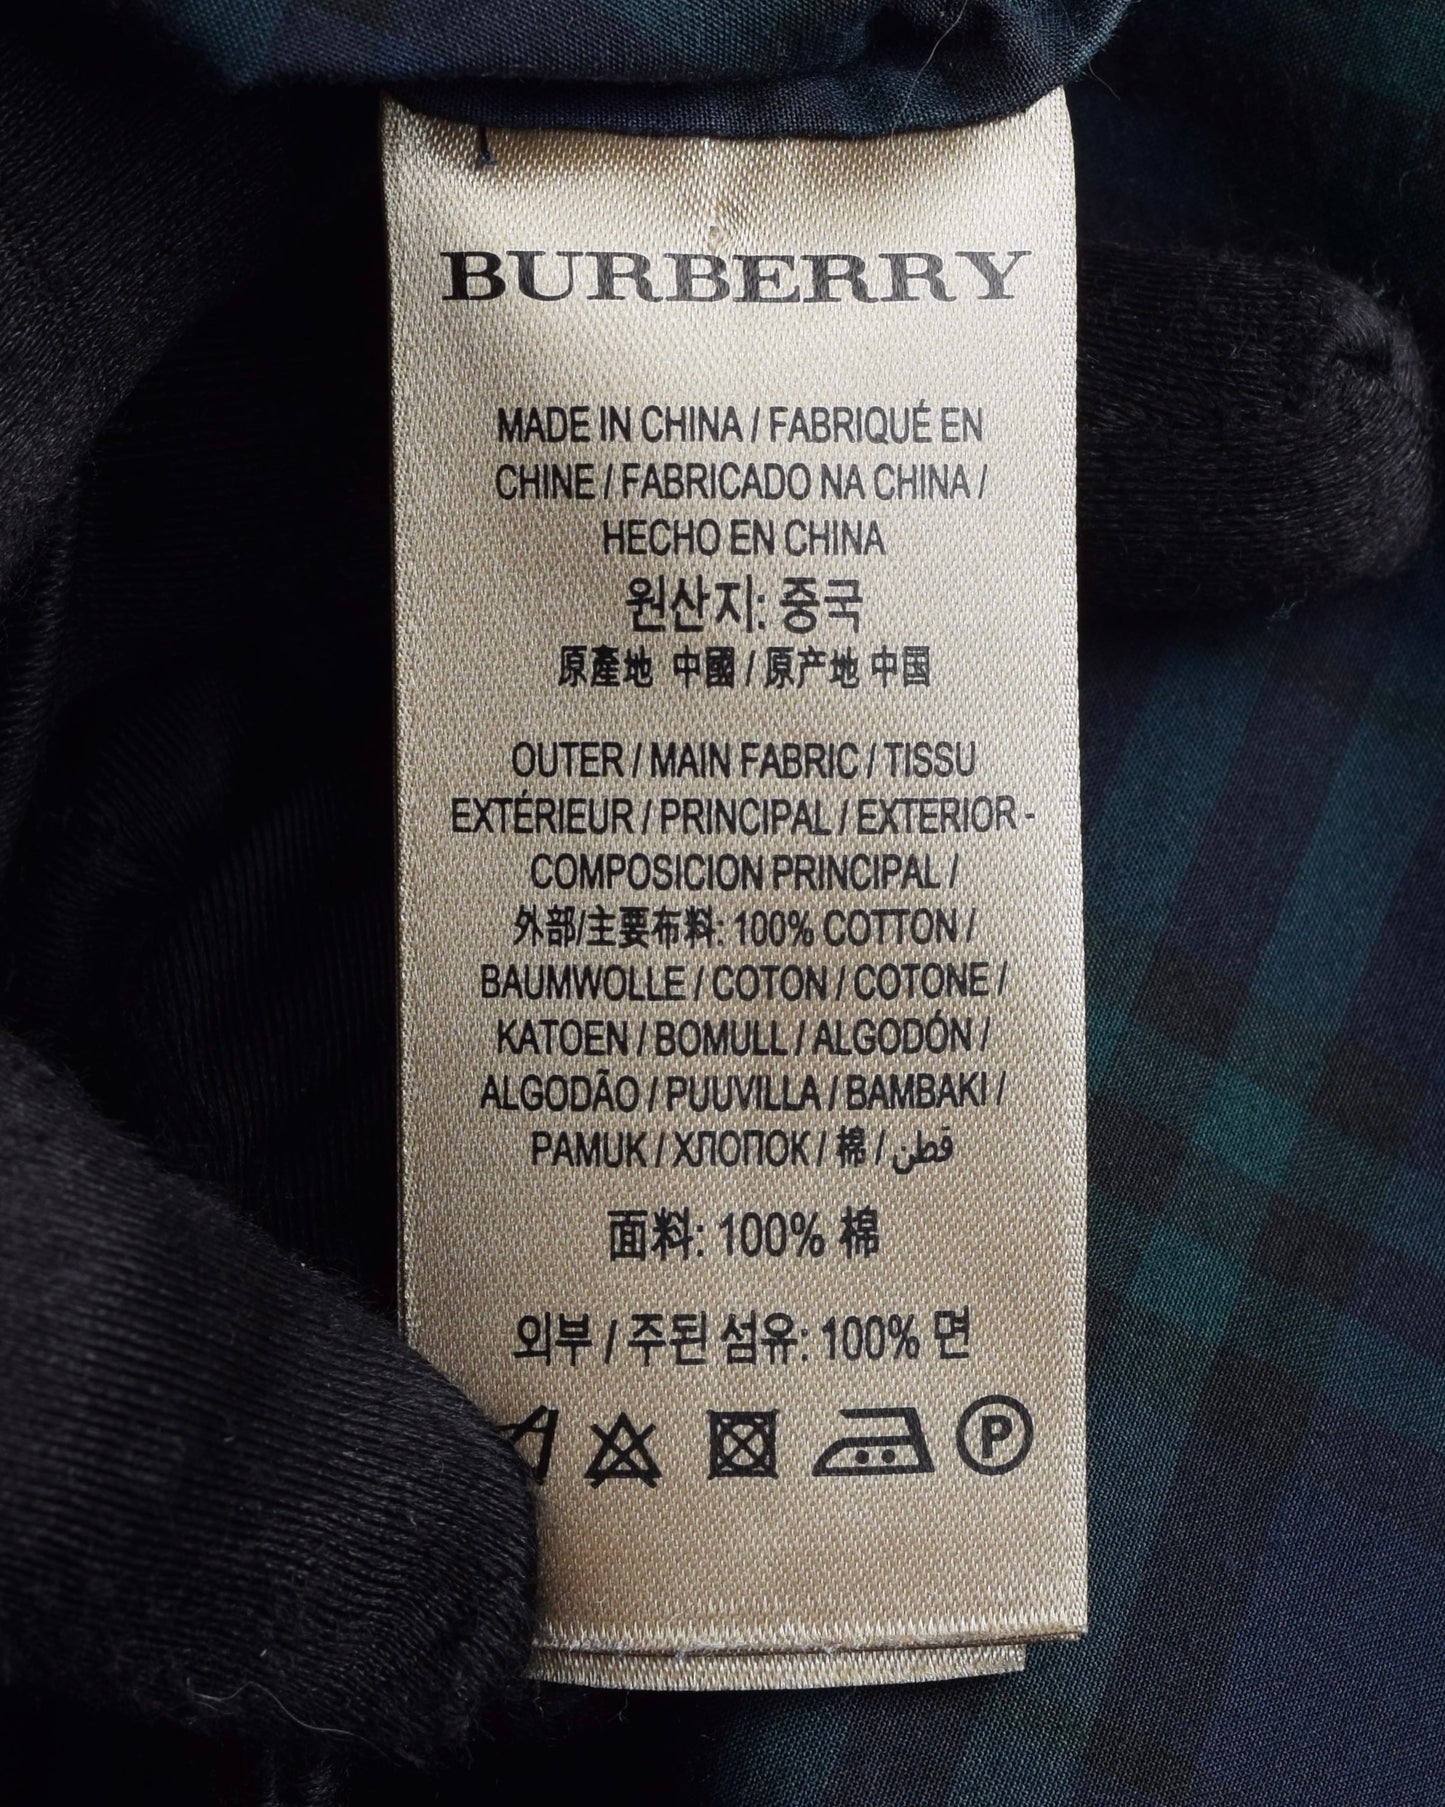 BURBERRY
MADE IN CHINA / FABRIQUÉ EN
CHINE / FABRICADO NA CHINA /
HECHO EN CHINA
원산지: 중국
原產地 中國 / 原产地 中国
OUTER / MAIN FABRIC / TISSU
EXTÉRIEUR / PRINCIPAL / EXTERIOR -
COMPOSICION PRINCIPAL /
外部/主要布料: 100% COTTON /
BAUMWOLLE / COTON / COTONE /
KATOEN / BOMULL / ALGODÓN /
ALGODÃO / PUUVILLA / BAMBAKI /
PAMUK / ХЛОПОК / 棉 / قطن
面料: 100% 棉
외부 / 주된 섬유: 100% 면
P